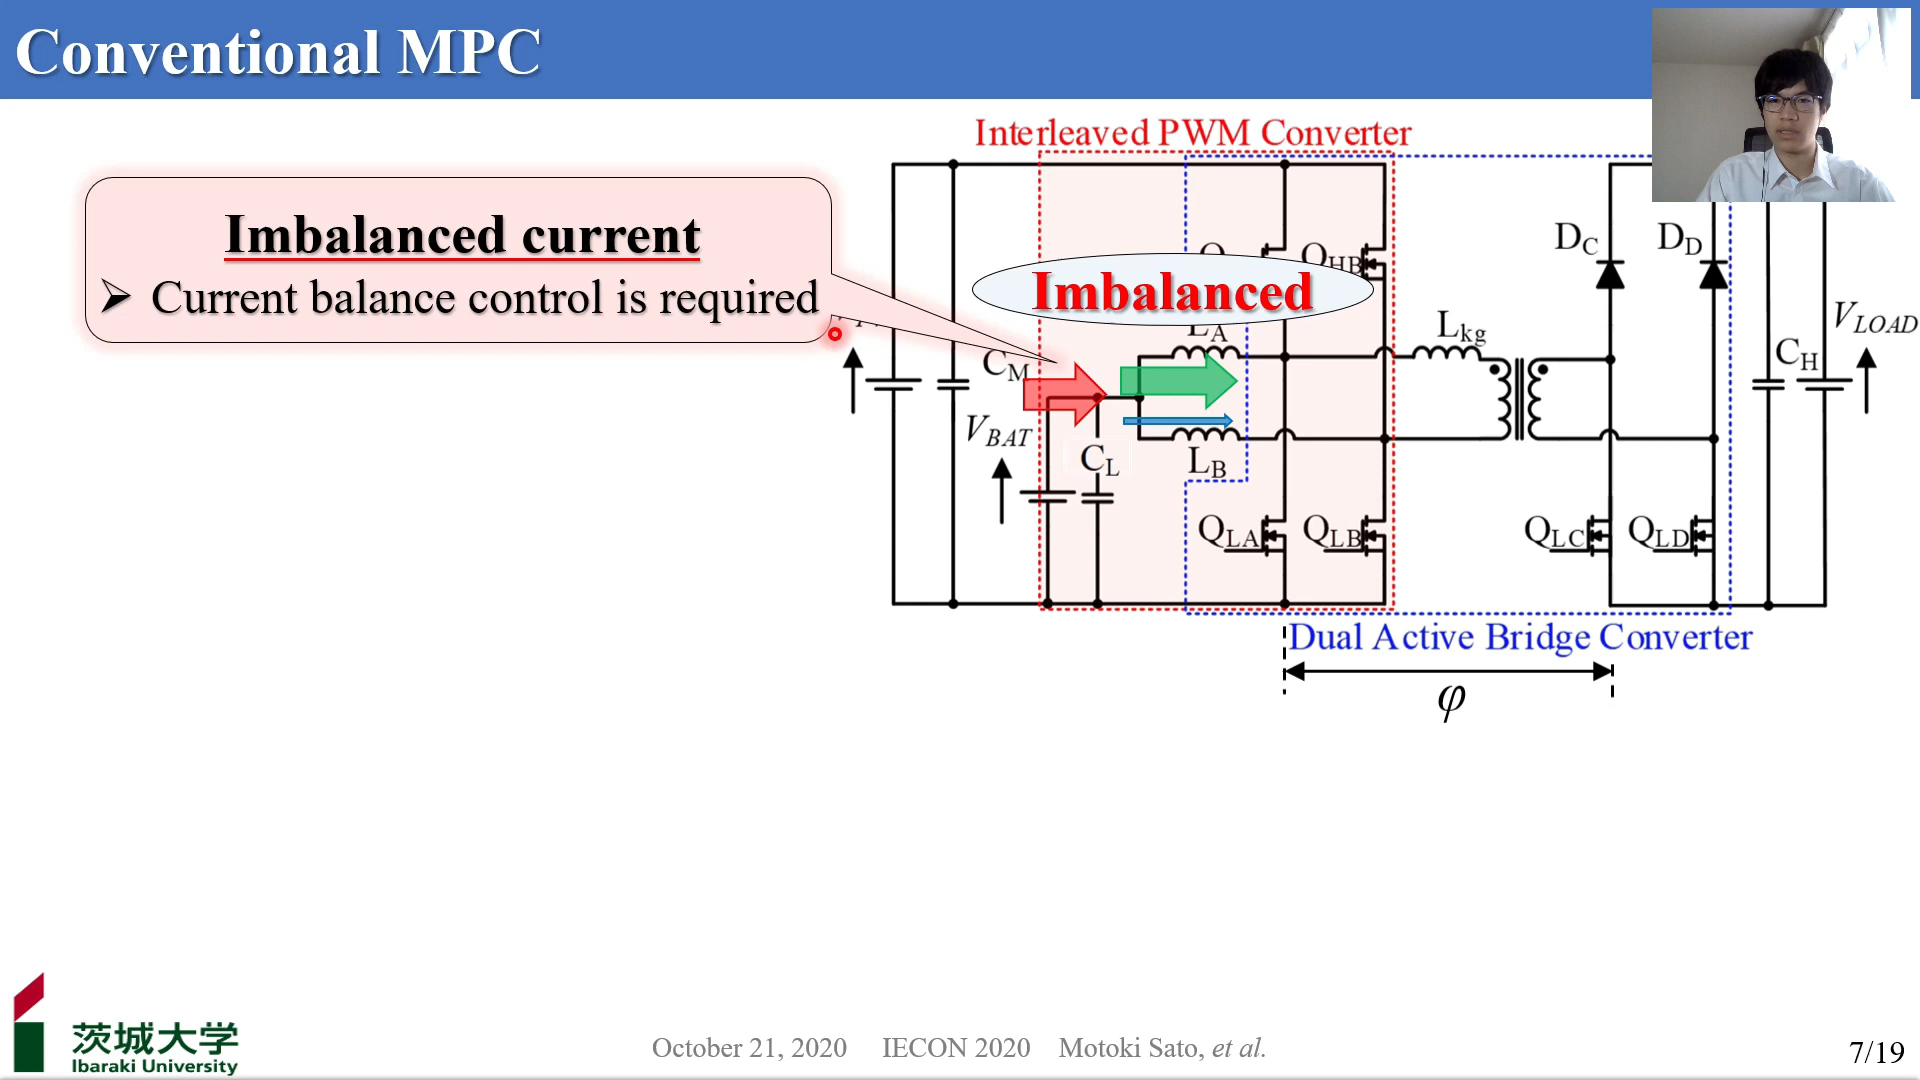 Conventional MPC
Interleaved PWM Converter
Imbalanced current
➢ Current balance control is required
Imbalanced
Q_HB
D_C
D_D
L_A
L_kg
V_LOAD
C_M
C_H
V_BAT
C_L
L_B
Q_LA
Q_LB
Q_LC
Q_LD
Dual Active Bridge Converter
φ
茨城大学
Ibaraki University
October 21, 2020 IECON 2020 Motoki Sato, et al.
7/19